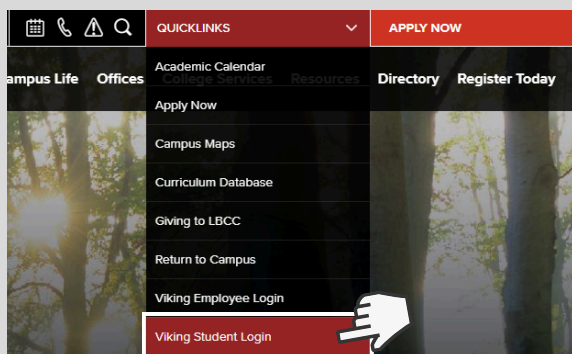 QUICKLINKS
APPLY NOW
ampus Life Offices College Services Resources Directory Register Today
Academic Calendar
Apply Now
Campus Maps
Curriculum Database
Giving to LBCC
Return to Campus
Viking Employee Login
Viking Student Login